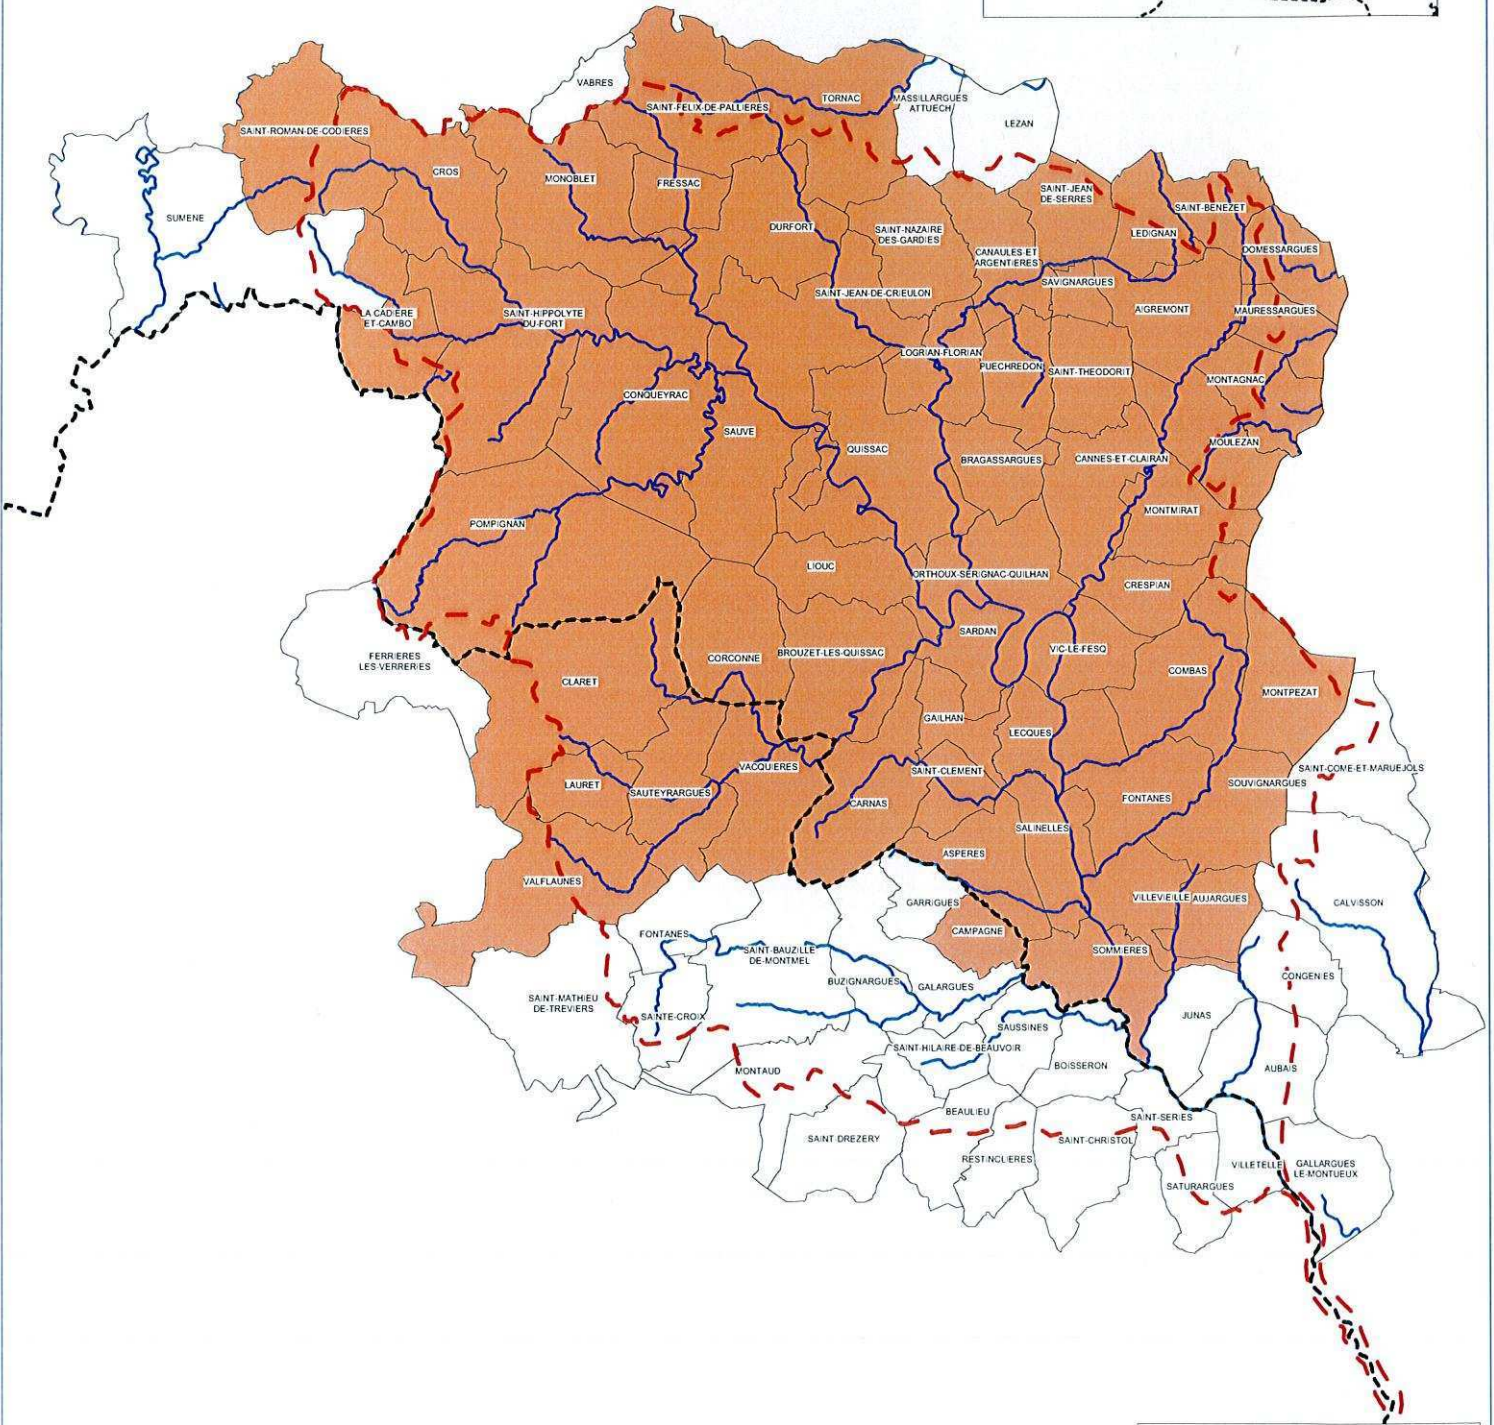 VABRES
SAINT-FELIX-DE-PALLIERES
TORNAC
MASSILLARGUES
ATTUECH
LEZAN
SAINT-ROMAN-DE-CODIERES
CROS
MONOBLET
FRESSAC
SAINT-JEAN
DE-SERRES
SAINT-BENEZET
SUMENE
DURFORT
SAINT-NAZAIRE
DES-GARDIES
LEDIGNAN
DOMESSARGUES
CANAULES-ET
ARGENTIERES
SAVIGNARGUES
SAINT-JEAN-DE-CRIEULON
AIGREMONT
MAURESSARGUES
LA CADIERE
ET-CAMBO
SAINT-HIPPOLYTE
DU-FORT
LOGRIAN-FLORIAN
PUECHREDON
SAINT-THEODORIT
MONTAGNAC
CONQUEYRAC
SAUVE
QUISSAC
MOULEZAN
BRAGASSARGUES
CANNES-ET-CLAIRAN
POMPIGNAN
MONTMIRAT
LIOUC
ORTHOUX-SERIGNAC-QUILHAN
CRESPIAN
SARDAN
FERRIERES
LES-VERRERIES
CORCONNE
BROUZET-LES-QUISSAC
VIC-LE-FESQ
CLARET
COMBAS
MONTPEZAT
GAILHAN
LECQUES
VACQUIERES
SAINT-CLEMENT
SAINT-COME-ET-MARUEJOLS
LAURET
SAUTEYRARGUES
CARNAS
FONTANES
SOUVIGNARGUES
SALINELLES
ASPERES
VALFLAUNES
GARRIGUES
VILLEVIEILLE
AUJARGUES
CALVISSON
CAMPAGNE
FONTANES
SAINT-BAUZILLE
DE-MONTMEL
SOMMIERES
BUZIGNARGUES
GALARGUES
CONGENIES
SAINT-MATHIEU
DE-TREVIERS
SAINTE-CROIX
SAUSSINES
JUNAS
SAINT-HILAIRE-DE-BEAUVOIR
MONTAUD
BOISSERON
AUBAIS
BEAULIEU
SAINT-SERIES
SAINT-DREZERY
SAINT-CHRISTOL
RESTINCLIERES
VILLETELLE
GALLARGUES
LE-MONTUEUX
SATURARGUES